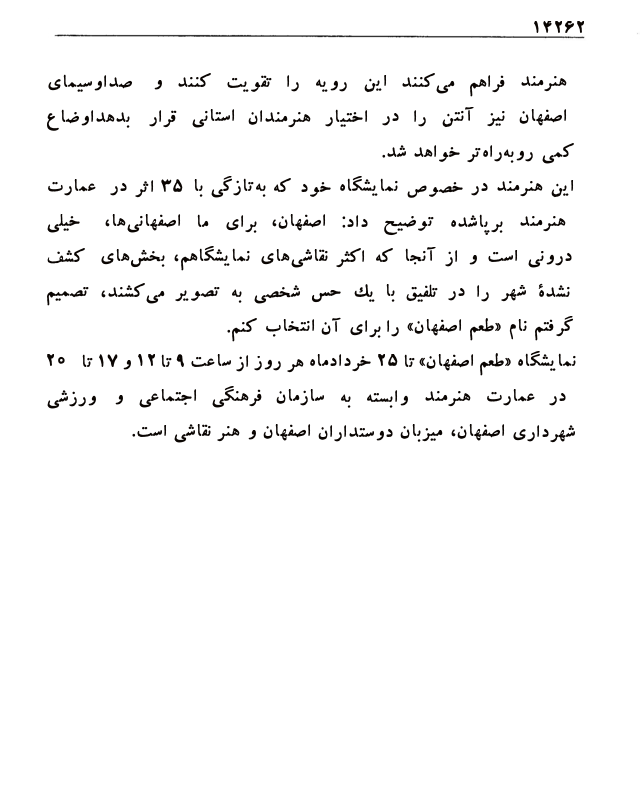 ۱۴۲۶۲
هنرمند فراهم می‌کنند این رویه را تقویت کنند و صداوسیمای
اصفهان نیز آنتن را در اختیار هنرمندان استانی قرار بدهداوضاع
کمی روبه‌راه‌تر خواهد شد.
این هنرمند در خصوص نمایشگاه خود که به‌تازگی با ۳۵ اثر در عمارت
هنرمند برپاشده توضیح داد: اصفهان، برای ما اصفهانی‌ها، خیلی
درونی است و از آنجا که اکثر نقاشی‌های نمایشگاهم، بخش‌های کشف
نشدهٔ شهر را در تلفیق با یك حس شخصی به تصویر می‌کشند، تصمیم
گرفتم نام «طعم اصفهان» را برای آن انتخاب کنم.
نمایشگاه «طعم اصفهان» تا ۲۵ خردادماه هر روز از ساعت ۹ تا ۱۲ و ۱۷ تا ۲۰
در عمارت هنرمند وابسته به سازمان فرهنگی اجتماعی و ورزشی
شهرداری اصفهان، میزبان دوستداران اصفهان و هنر نقاشی است.